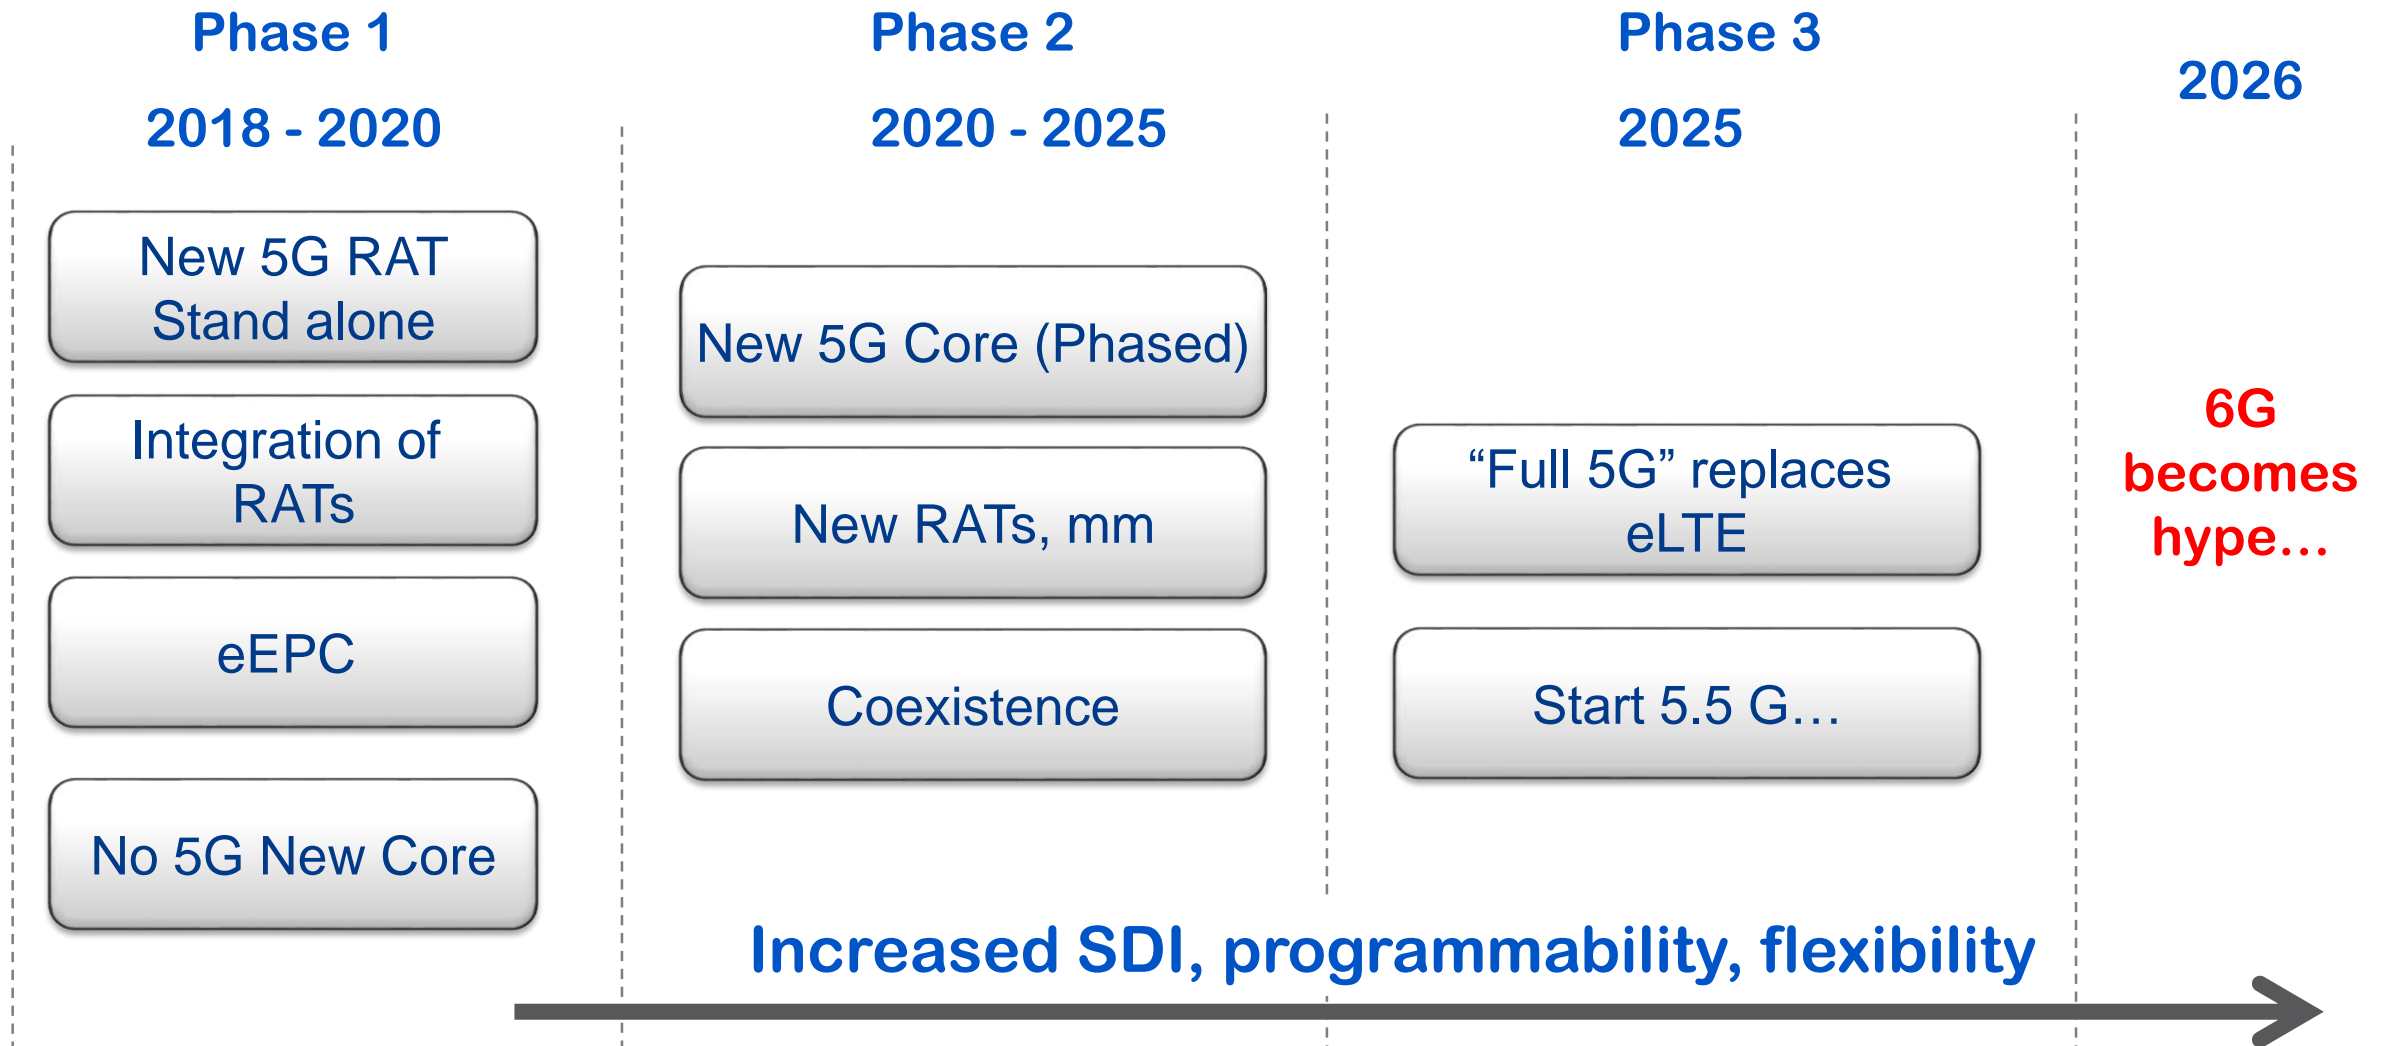 Phase 1
2018 - 2020
New 5G RAT
Stand alone
Integration of
RATs
eEPC
No 5G New Core
Phase 2
2020 - 2025
New 5G Core (Phased)
New RATs, mm
Coexistence
Phase 3
2025
“Full 5G” replaces
eLTE
Start 5.5 G…
2026
6G
becomes
hype…
Increased SDI, programmability, flexibility